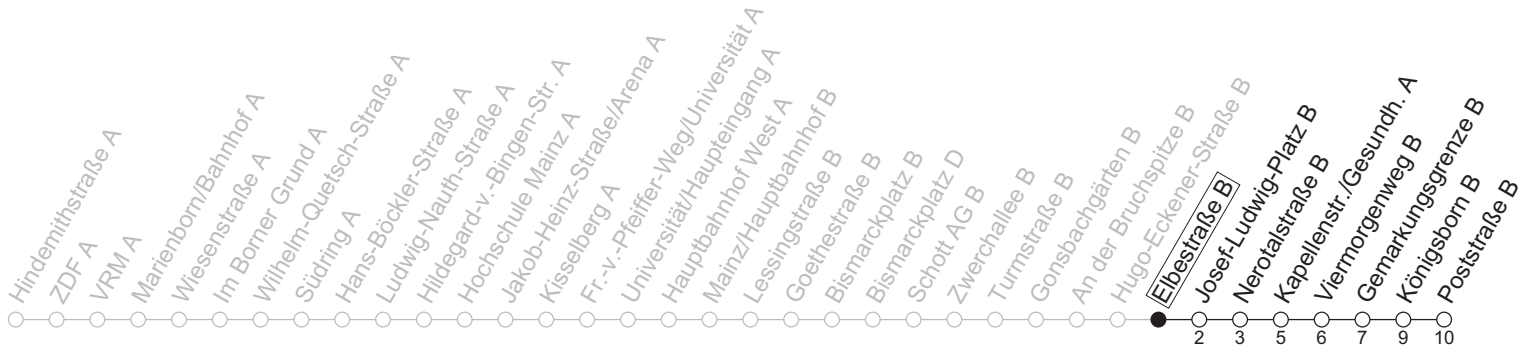 Hindemithstraße A
ZDF A
VRM A
Marienborn/Bahnhof A
Wiesenstraße A
Im Borner Grund A
Wilhelm-Quetsch-Straße A
Südring A
Hans-Böckler-Straße A
Ludwig-Nauth-Straße A
Hildegard-v.-Bingen-Str. A
Hochschule Mainz A
Jakob-Heinz-Straße/Arena A
Kisselberg A
Fr.-v.-Pfeiffer-Weg/Universität A
Universität/Haupteingang A
Hauptbahnhof West A
Mainz/Hauptbahnhof B
Lessingstraße B
Goethestraße B
Bismarckplatz B
Bismarckplatz D
Schott AG B
Zwerchallee B
Turmstraße B
Gonsbachgärten B
An der Bruchspitze B
Hugo-Eckener-Straße B
Elbestraße B
Josef-Ludwig-Platz B
Nerotalstraße B
Kapellenstr./Gesundh. A
Viermorgenweg B
Gemarkungsgrenze B
Königsborn B
Poststraße B
2 3 5 6 7 9 10